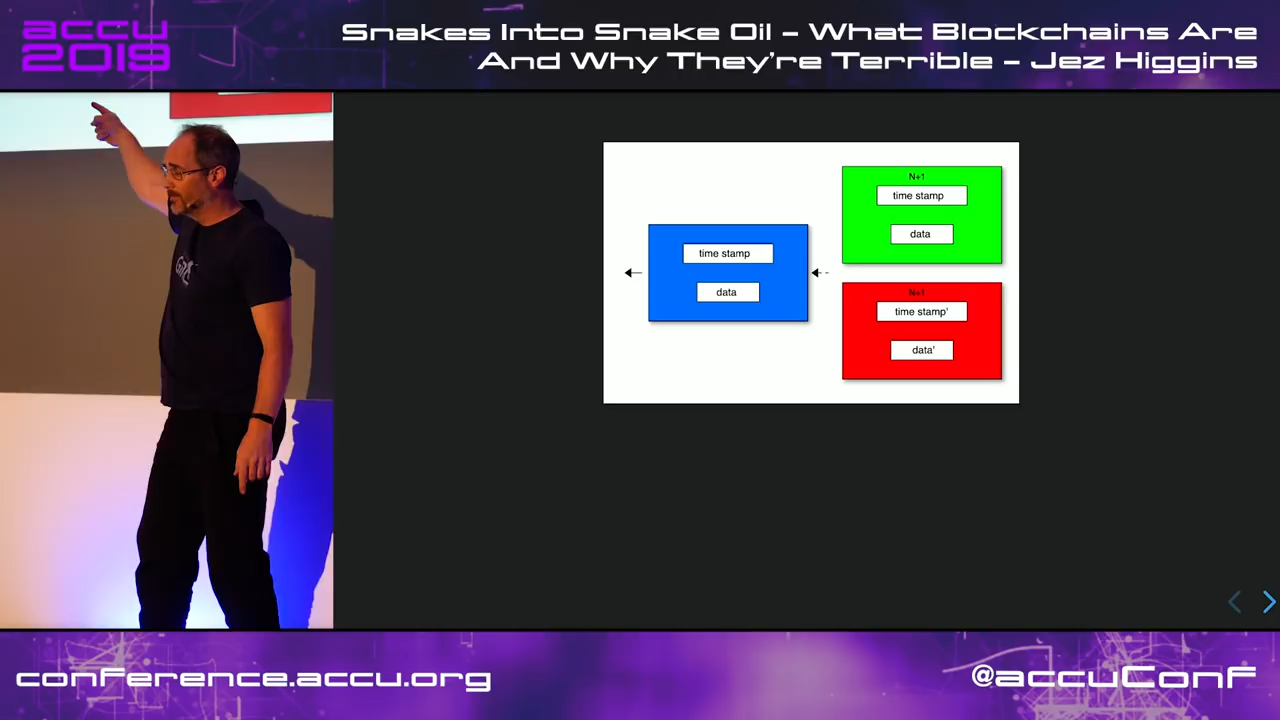 accu
2019
Snakes Into Snake Oil – What Blockchains Are
And Why They're Terrible – Jez Higgins
N+1
time stamp
data
time stamp
data
N+1
time stamp'
data'
conference.accu.org
@accuConf